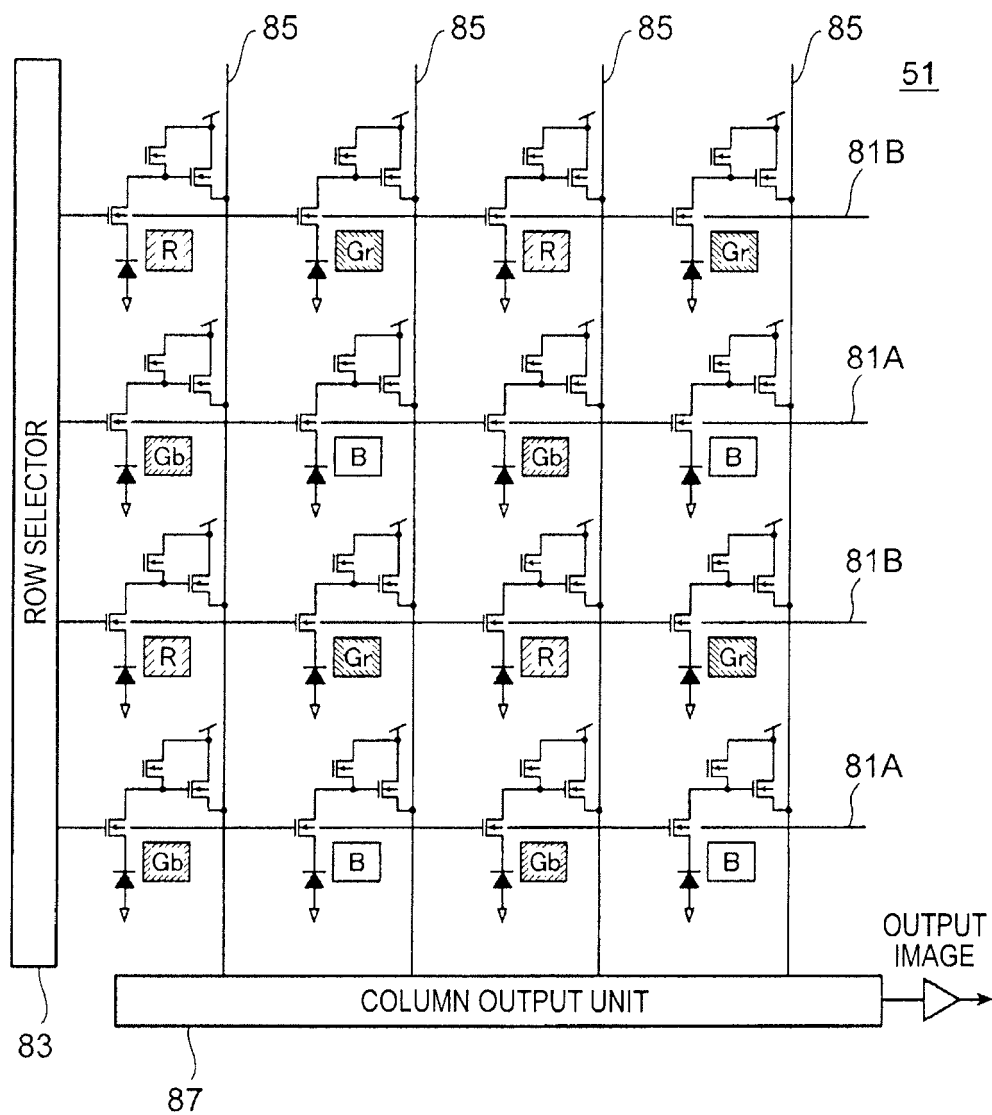 85 85 85 85
51
81B
R Gr R Gr
81A
Gb B Gb B
81B
R Gr R Gr
81A
Gb B Gb B
ROW SELECTOR
OUTPUT
IMAGE
COLUMN OUTPUT UNIT
83
87